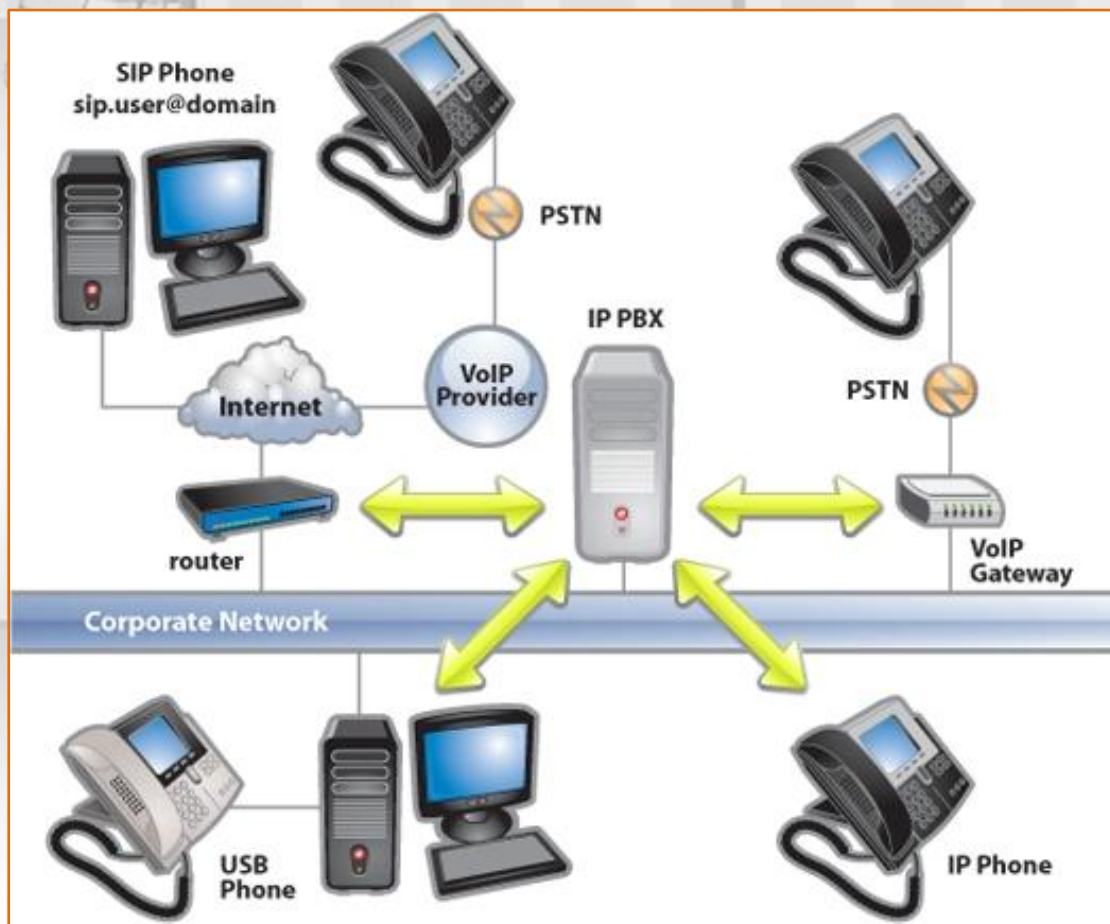 SIP Phone
sip.user@domain
PSTN
IP PBX
VoIP
Provider
Internet
PSTN
router
VoIP
Gateway
Corporate Network
USB
Phone
IP Phone